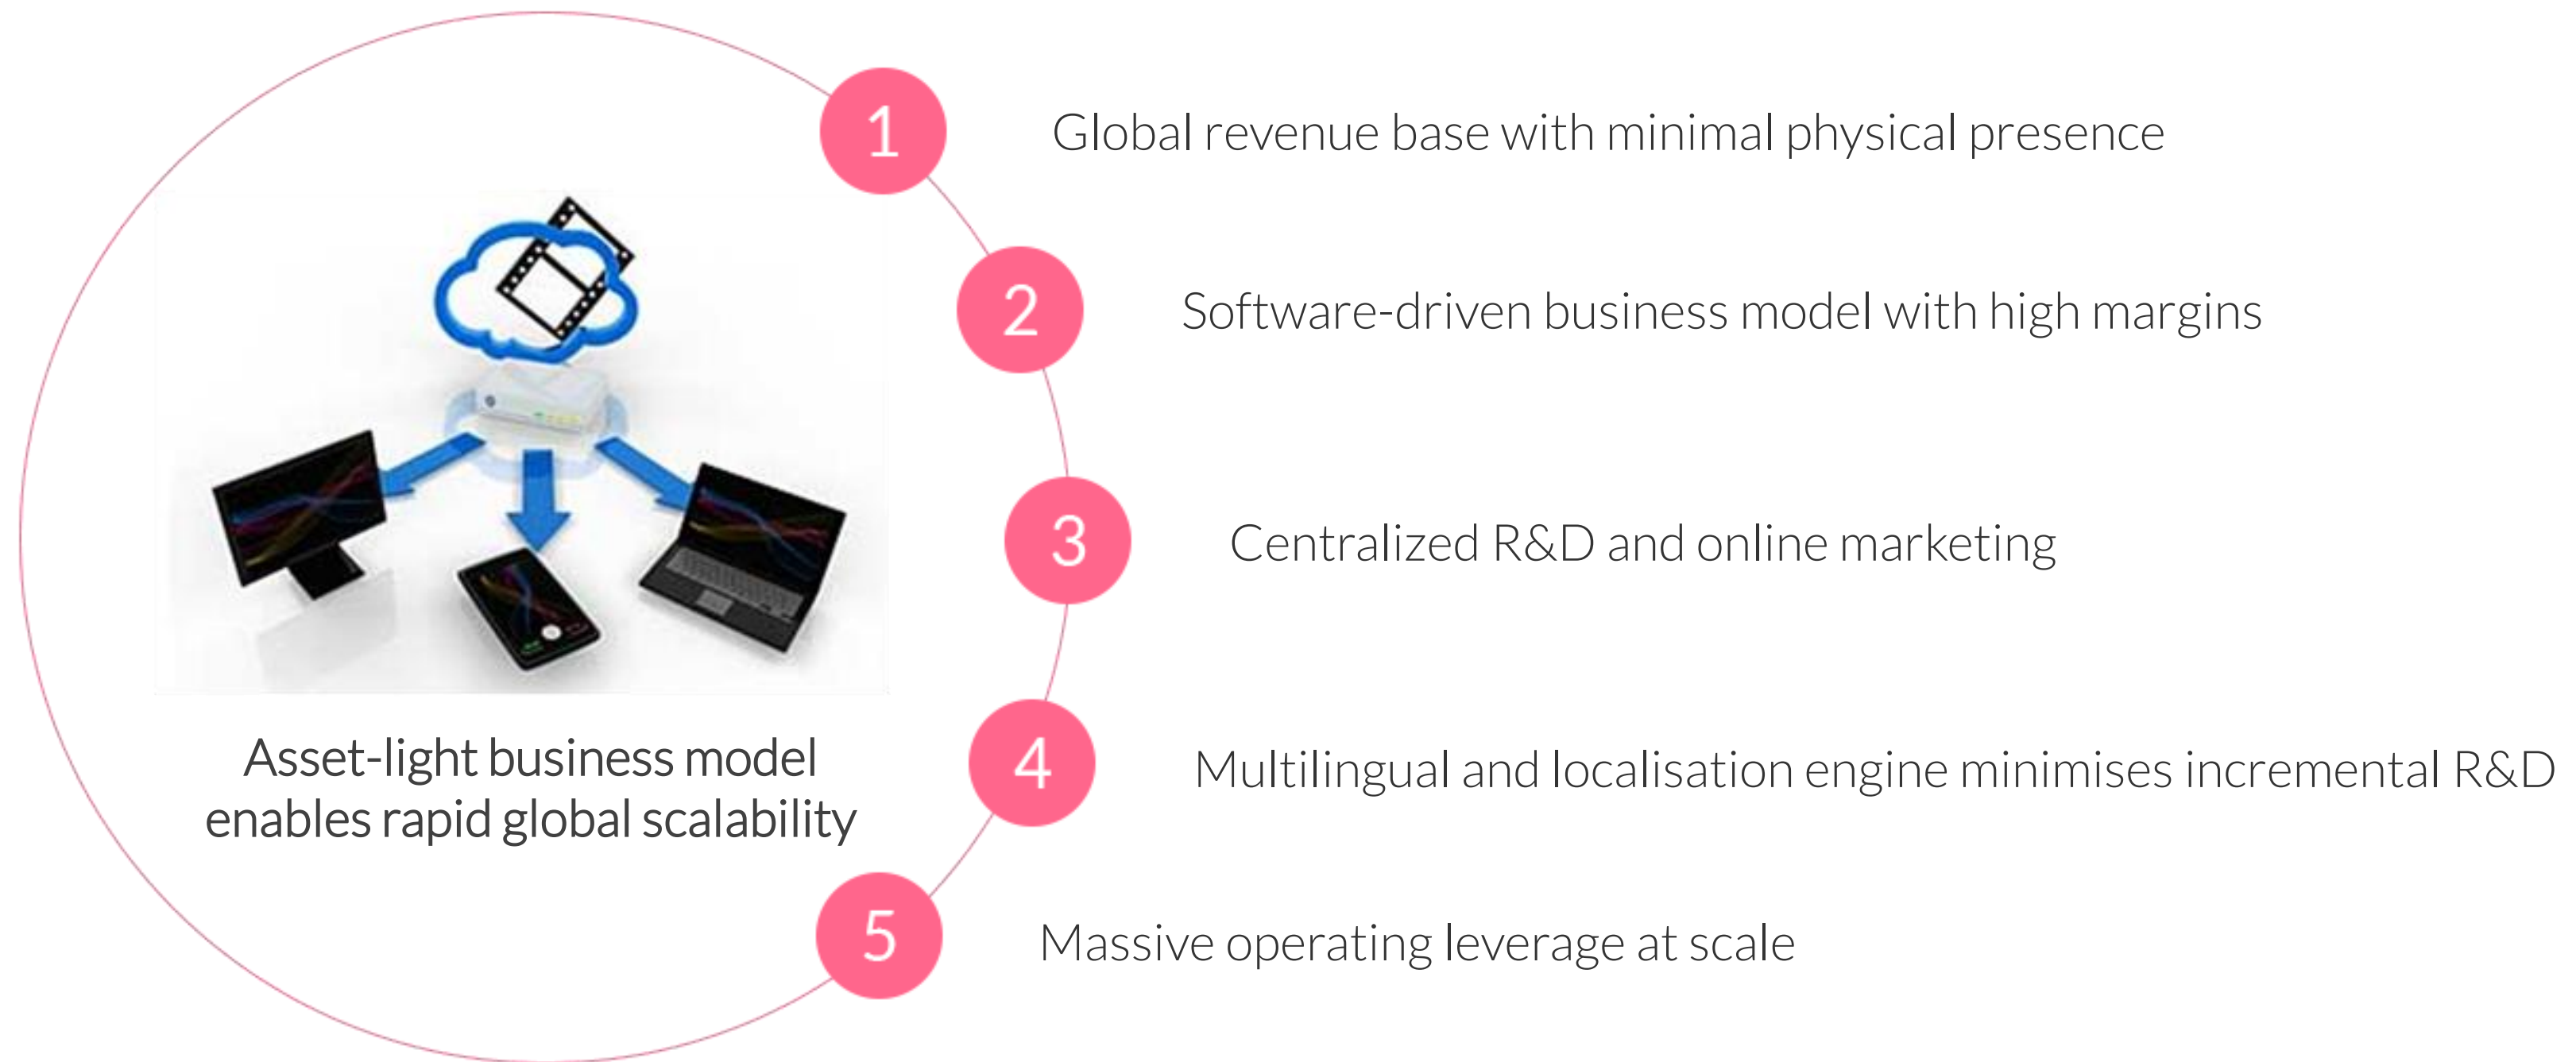 1
Global revenue base with minimal physical presence
2
Software-driven business model with high margins
3
Centralized R&D and online marketing
4
Multilingual and localisation engine minimises incremental R&D
5
Massive operating leverage at scale
Asset-light business model
enables rapid global scalability